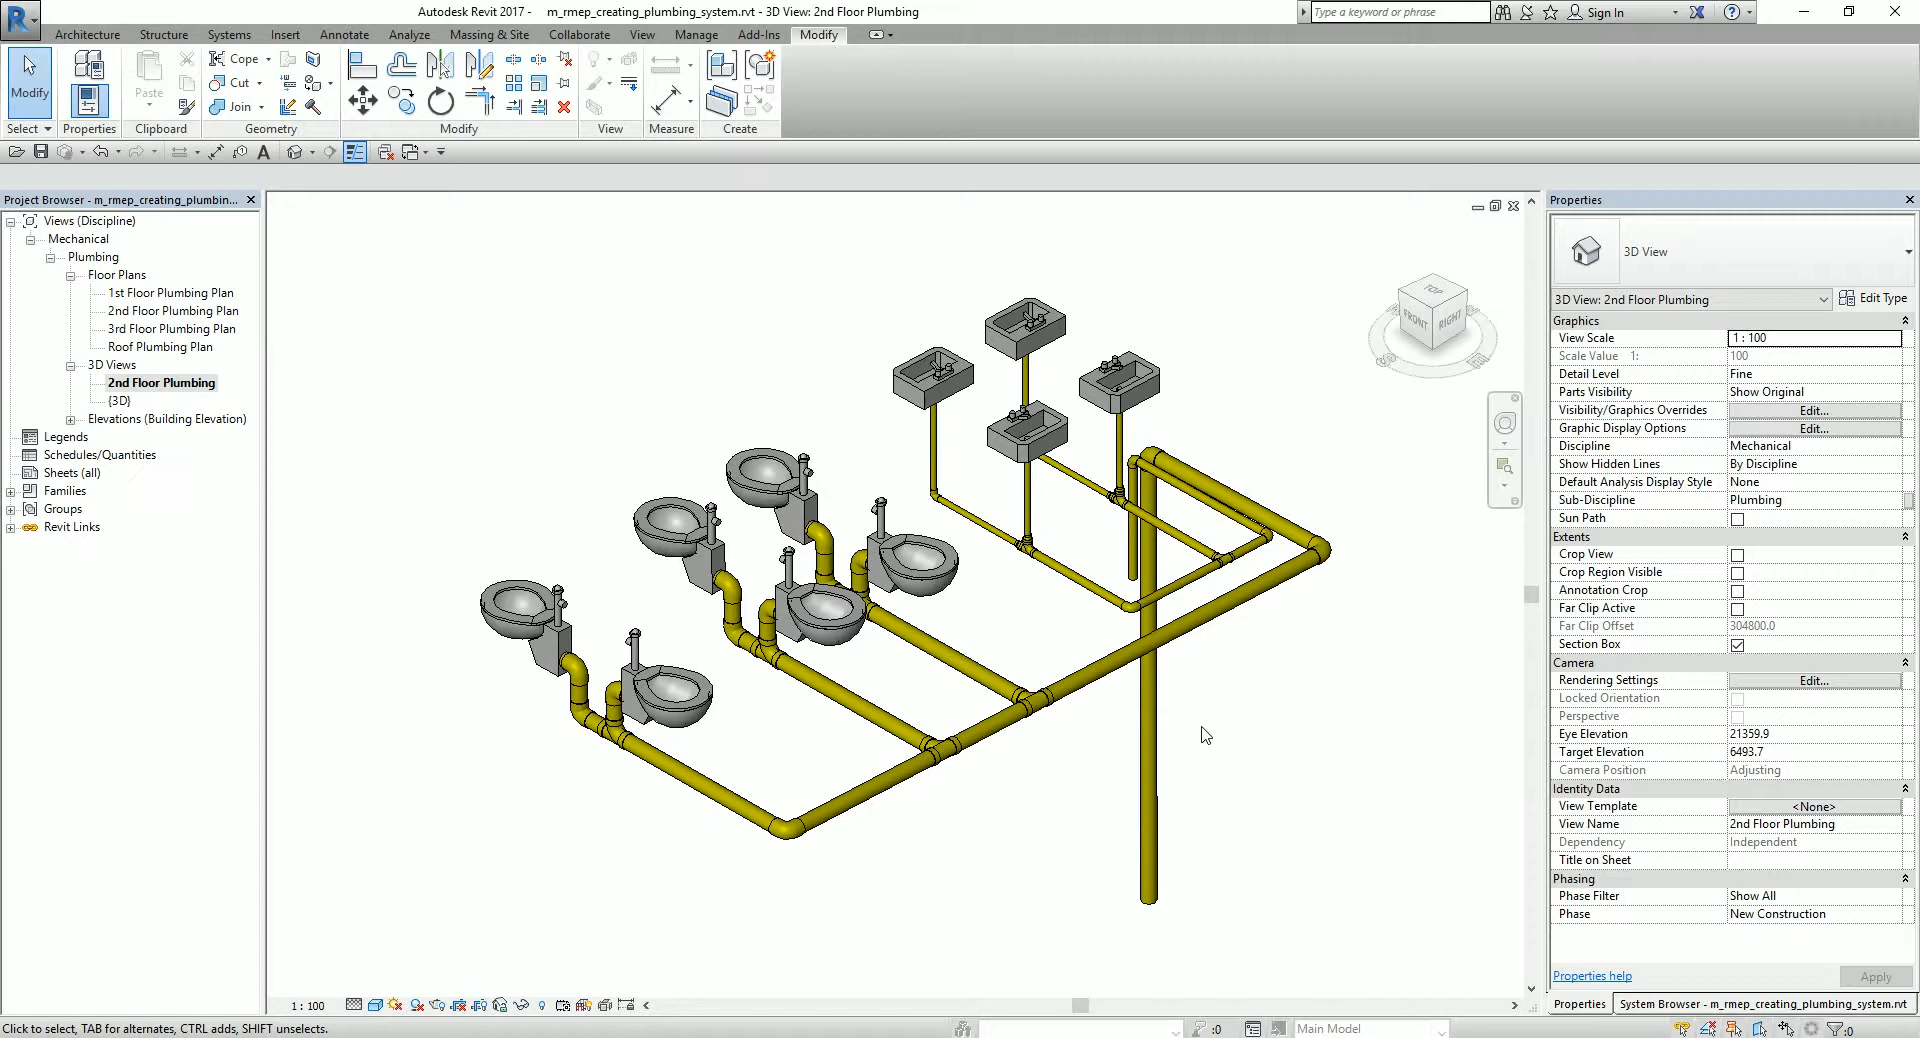 Autodesk Revit 2017 - m_rmep_creating_plumbing_system.rvt - 3D View: 2nd Floor Plumbing
Type a keyword or phrase
Sign In
Architecture Structure Systems Insert Annotate Analyze Massing & Site Collaborate View Manage Add-Ins Modify
Modify
Paste
Cope
Cut
Join
Select Properties Clipboard Geometry Modify View Measure Create
Project Browser - m_rmep_creating_plumbin...
Views (Discipline)
Mechanical
Plumbing
Floor Plans
1st Floor Plumbing Plan
2nd Floor Plumbing Plan
3rd Floor Plumbing Plan
Roof Plumbing Plan
3D Views
2nd Floor Plumbing
{3D}
Elevations (Building Elevation)
Legends
Schedules/Quantities
Sheets (all)
Families
Groups
Revit Links
TOP
FRONT
RIGHT
Properties
3D View
3D View: 2nd Floor Plumbing
Edit Type
Graphics
View Scale 1 : 100
Scale Value 1: 100
Detail Level Fine
Parts Visibility Show Original
Visibility/Graphics Overrides Edit...
Graphic Display Options Edit...
Discipline Mechanical
Show Hidden Lines By Discipline
Default Analysis Display Style None
Sub-Discipline Plumbing
Sun Path
Extents
Crop View
Crop Region Visible
Annotation Crop
Far Clip Active
Far Clip Offset 304800.0
Section Box
Camera
Rendering Settings Edit...
Locked Orientation
Perspective
Eye Elevation 21359.9
Target Elevation 6493.7
Camera Position Adjusting
Identity Data
View Template <None>
View Name 2nd Floor Plumbing
Dependency Independent
Title on Sheet
Phasing
Phase Filter Show All
Phase New Construction
Properties help
Apply
Properties
System Browser - m_rmep_creating_plumbing_system.rvt
1 : 100
Click to select, TAB for alternates, CTRL adds, SHIFT unselects.
:0
Main Model
:0